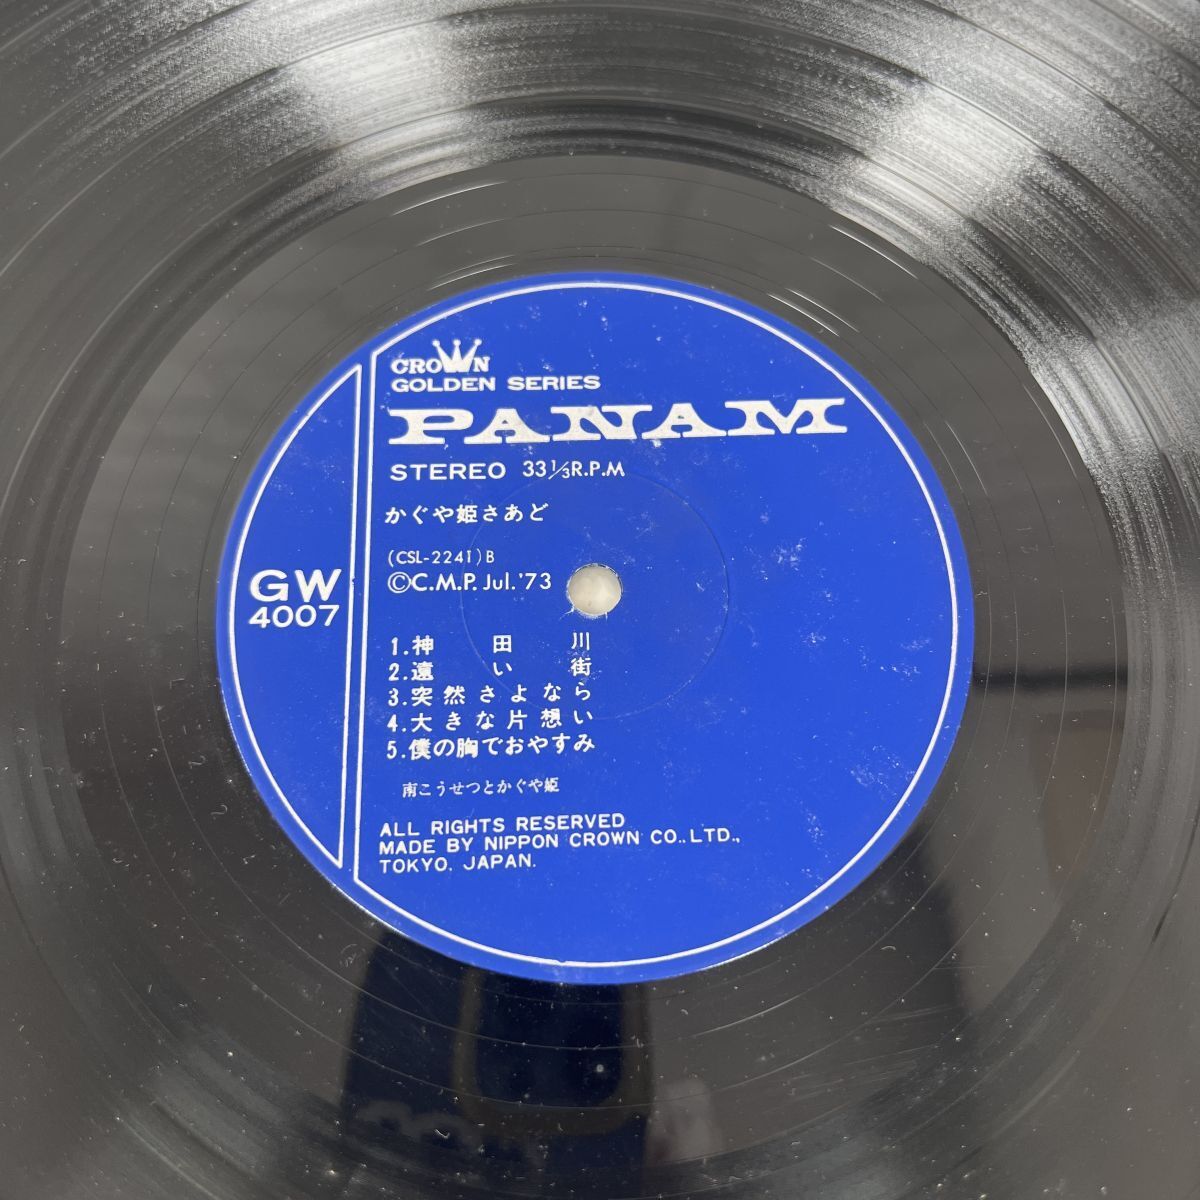 CROWN
GOLDEN SERIES
PANAM
STEREO 33 1/3 R.P.M
かぐや姫さあど
(CSL-2241) B
©C.M.P. Jul. '73
GW
4007
1. 神田川
2. 遠い街
3. 突然さよなら
4. 大きな片想い
5. 僕の胸でおやすみ
南こうせつとかぐや姫
ALL RIGHTS RESERVED
MADE BY NIPPON CROWN CO., LTD.,
TOKYO, JAPAN.